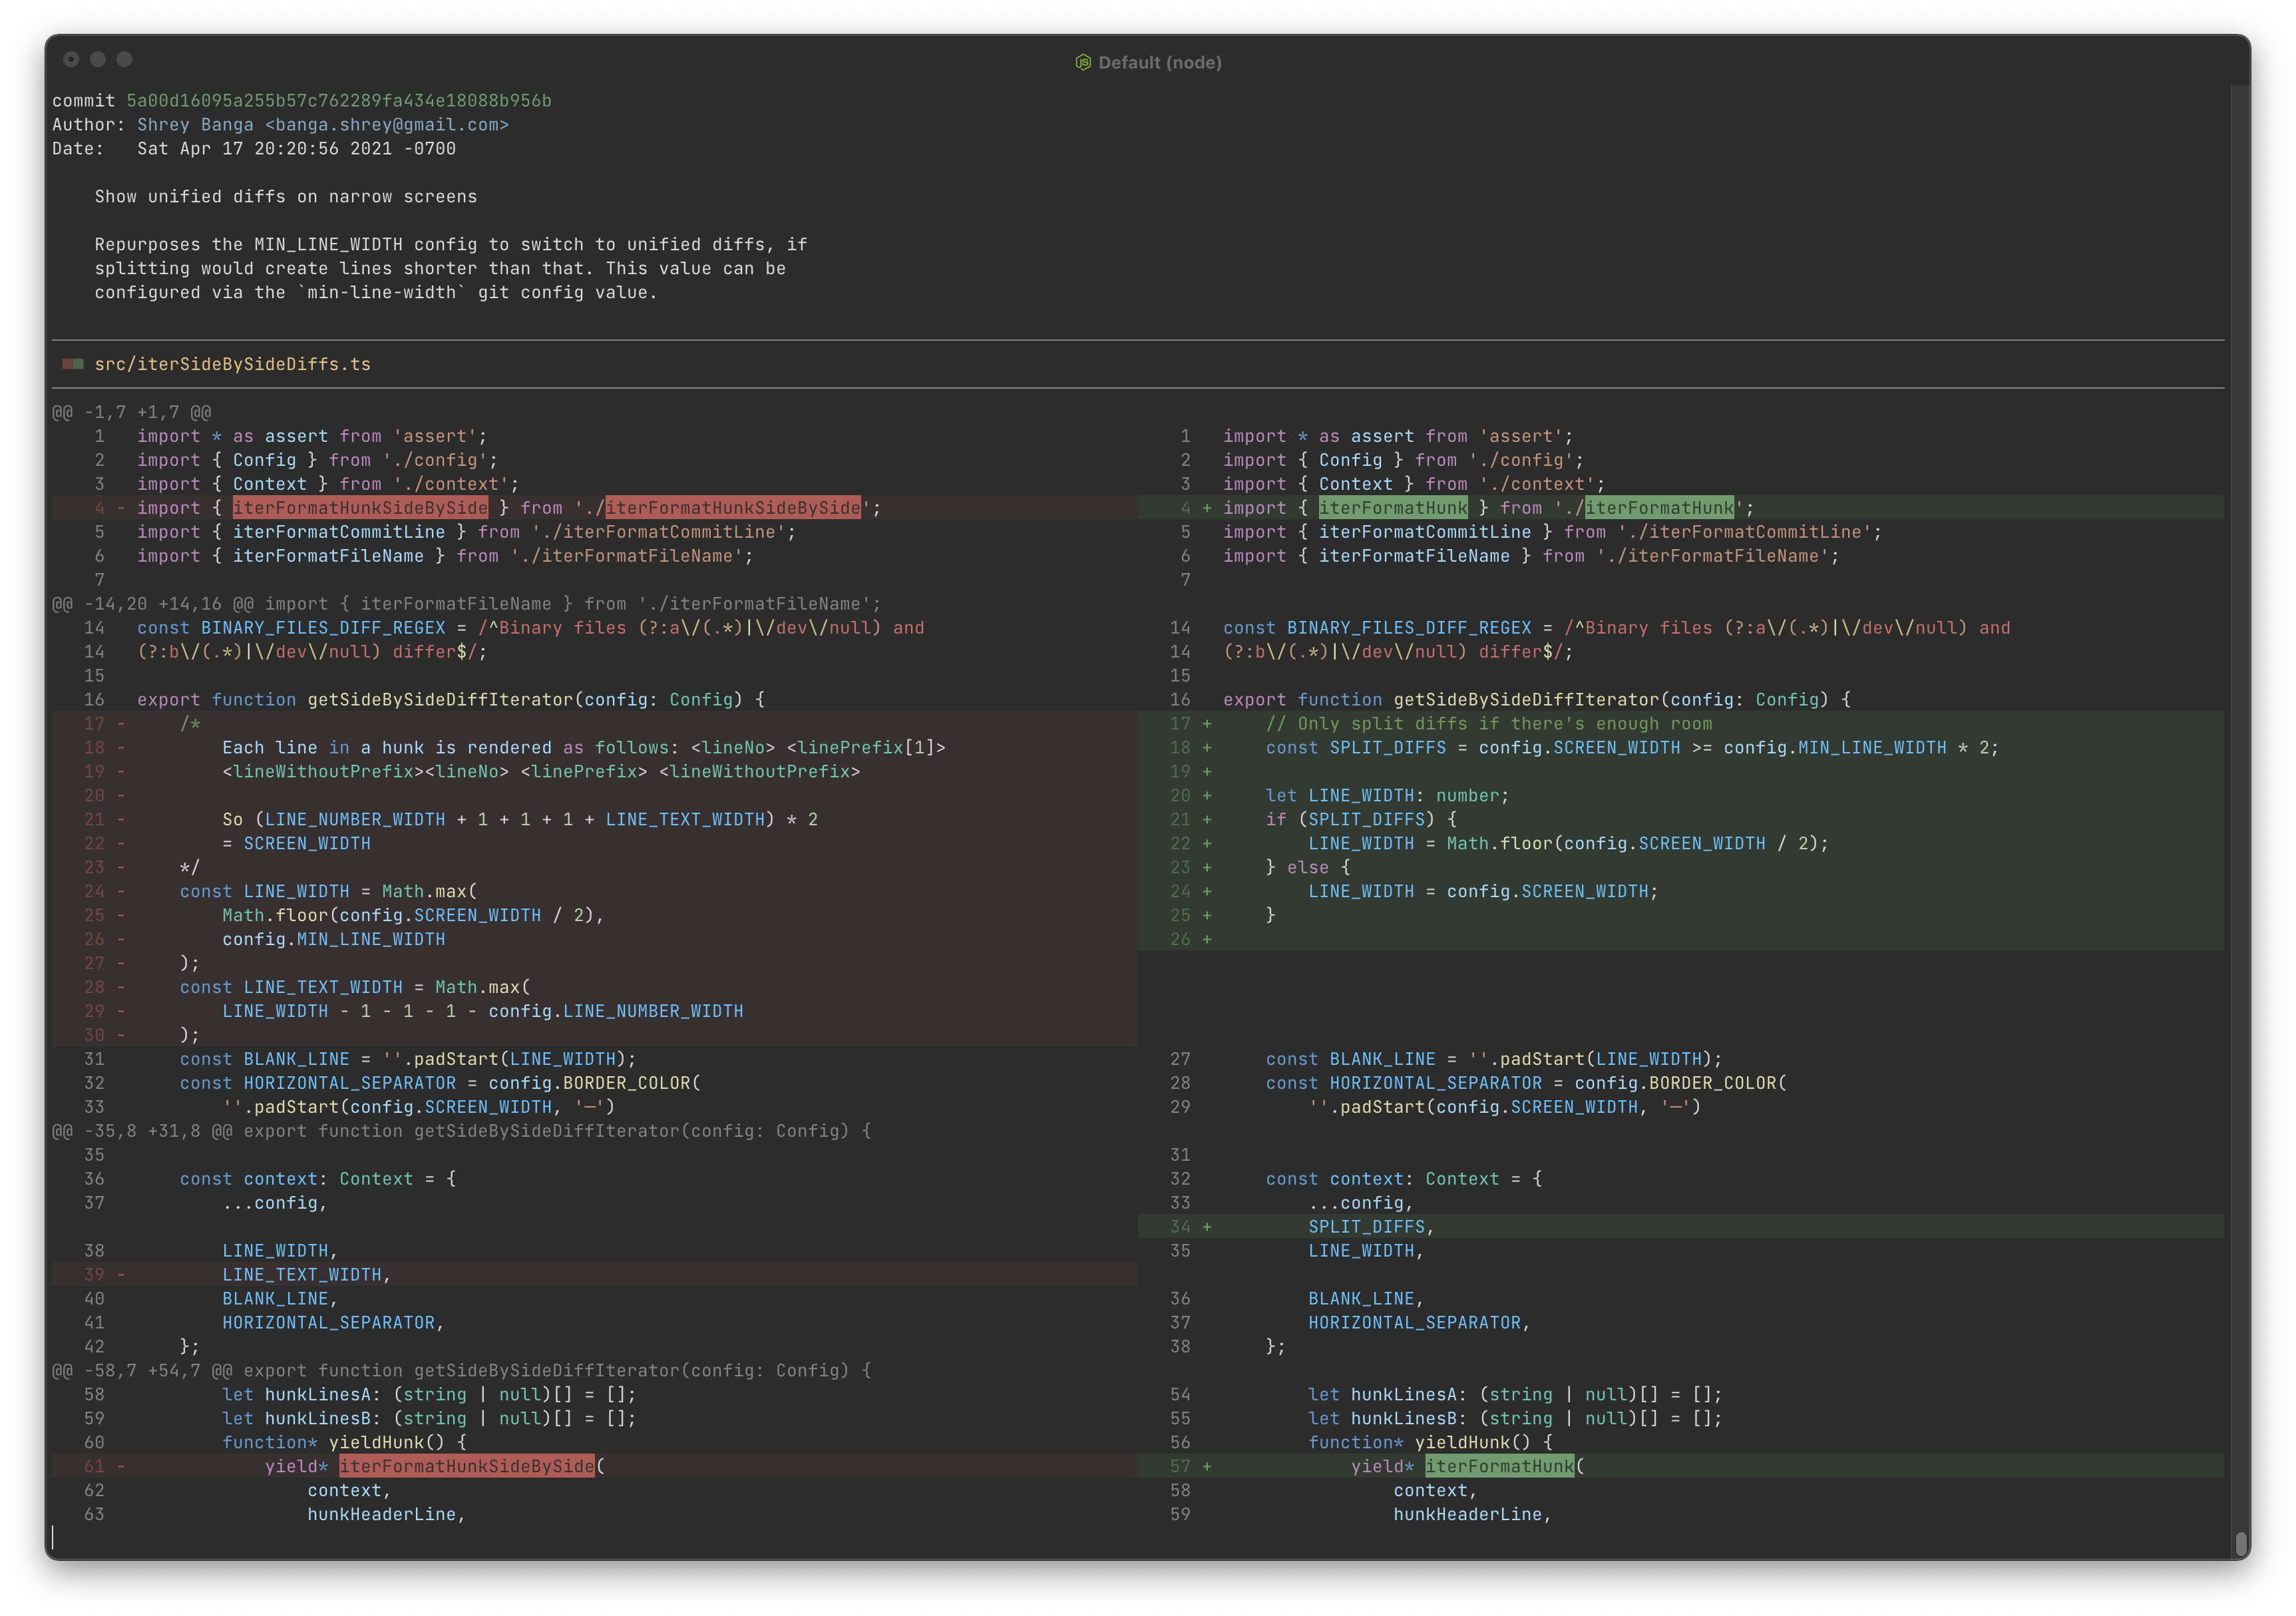 Default (node)
commit 5a00d16095a255b57c762289fa434e18088b956b
Author: Shrey Banga <banga.shrey@gmail.com>
Date:   Sat Apr 17 20:20:56 2021 -0700
    Show unified diffs on narrow screens
    Repurposes the MIN_LINE_WIDTH config to switch to unified diffs, if
    splitting would create lines shorter than that. This value can be
    configured via the `min-line-width` git config value.
src/iterSideBySideDiffs.ts
@@ -1,7 +1,7 @@
1   import * as assert from 'assert';   1   import * as assert from 'assert';
2   import { Config } from './config';   2   import { Config } from './config';
3   import { Context } from './context';   3   import { Context } from './context';
4 - import { iterFormatHunkSideBySide } from './iterFormatHunkSideBySide';   4 + import { iterFormatHunk } from './iterFormatHunk';
5   import { iterFormatCommitLine } from './iterFormatCommitLine';   5   import { iterFormatCommitLine } from './iterFormatCommitLine';
6   import { iterFormatFileName } from './iterFormatFileName';   6   import { iterFormatFileName } from './iterFormatFileName';
7   7
@@ -14,20 +14,16 @@ import { iterFormatFileName } from './iterFormatFileName';
14   const BINARY_FILES_DIFF_REGEX = /^Binary files (?:a\/(.*)|\/dev\/null) and   14   const BINARY_FILES_DIFF_REGEX = /^Binary files (?:a\/(.*)|\/dev\/null) and
14   (?:b\/(.*)|\/dev\/null) differ$/;   14   (?:b\/(.*)|\/dev\/null) differ$/;
15   15
16   export function getSideBySideDiffIterator(config: Config) {   16   export function getSideBySideDiffIterator(config: Config) {
17 -     /*   17 +     // Only split diffs if there's enough room
18 -         Each line in a hunk is rendered as follows: <lineNo> <linePrefix[1]>   18 +     const SPLIT_DIFFS = config.SCREEN_WIDTH >= config.MIN_LINE_WIDTH * 2;
19 -         <lineWithoutPrefix><lineNo> <linePrefix> <lineWithoutPrefix>   19 +
20 -   20 +     let LINE_WIDTH: number;
21 -         So (LINE_NUMBER_WIDTH + 1 + 1 + 1 + LINE_TEXT_WIDTH) * 2   21 +     if (SPLIT_DIFFS) {
22 -         = SCREEN_WIDTH   22 +         LINE_WIDTH = Math.floor(config.SCREEN_WIDTH / 2);
23 -     */   23 +     } else {
24 -     const LINE_WIDTH = Math.max(   24 +         LINE_WIDTH = config.SCREEN_WIDTH;
25 -         Math.floor(config.SCREEN_WIDTH / 2),   25 +     }
26 -         config.MIN_LINE_WIDTH   26 +
27 -     );
28 -     const LINE_TEXT_WIDTH = Math.max(
29 -         LINE_WIDTH - 1 - 1 - 1 - config.LINE_NUMBER_WIDTH
30 -     );
31       const BLANK_LINE = ''.padStart(LINE_WIDTH);   27       const BLANK_LINE = ''.padStart(LINE_WIDTH);
32       const HORIZONTAL_SEPARATOR = config.BORDER_COLOR(   28       const HORIZONTAL_SEPARATOR = config.BORDER_COLOR(
33           ''.padStart(config.SCREEN_WIDTH, '─')   29           ''.padStart(config.SCREEN_WIDTH, '─')
@@ -35,8 +31,8 @@ export function getSideBySideDiffIterator(config: Config) {
35   31
36       const context: Context = {   32       const context: Context = {
37           ...config,   33           ...config,
34 +         SPLIT_DIFFS,
38           LINE_WIDTH,   35           LINE_WIDTH,
39 -         LINE_TEXT_WIDTH,
40           BLANK_LINE,   36           BLANK_LINE,
41           HORIZONTAL_SEPARATOR,   37           HORIZONTAL_SEPARATOR,
42       };   38       };
@@ -58,7 +54,7 @@ export function getSideBySideDiffIterator(config: Config) {
58           let hunkLinesA: (string | null)[] = [];   54           let hunkLinesA: (string | null)[] = [];
59           let hunkLinesB: (string | null)[] = [];   55           let hunkLinesB: (string | null)[] = [];
60           function* yieldHunk() {   56           function* yieldHunk() {
61 -             yield* iterFormatHunkSideBySide(   57 +             yield* iterFormatHunk(
62                   context,   58                   context,
63                   hunkHeaderLine,   59                   hunkHeaderLine,